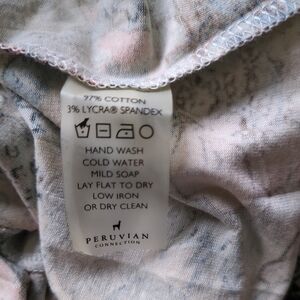 97% COTTON
3% LYCRA® SPANDEX
HAND WASH
COLD WATER
MILD SOAP
LAY FLAT TO DRY
LOW IRON
OR DRY CLEAN
PERUVIAN
CONNECTION